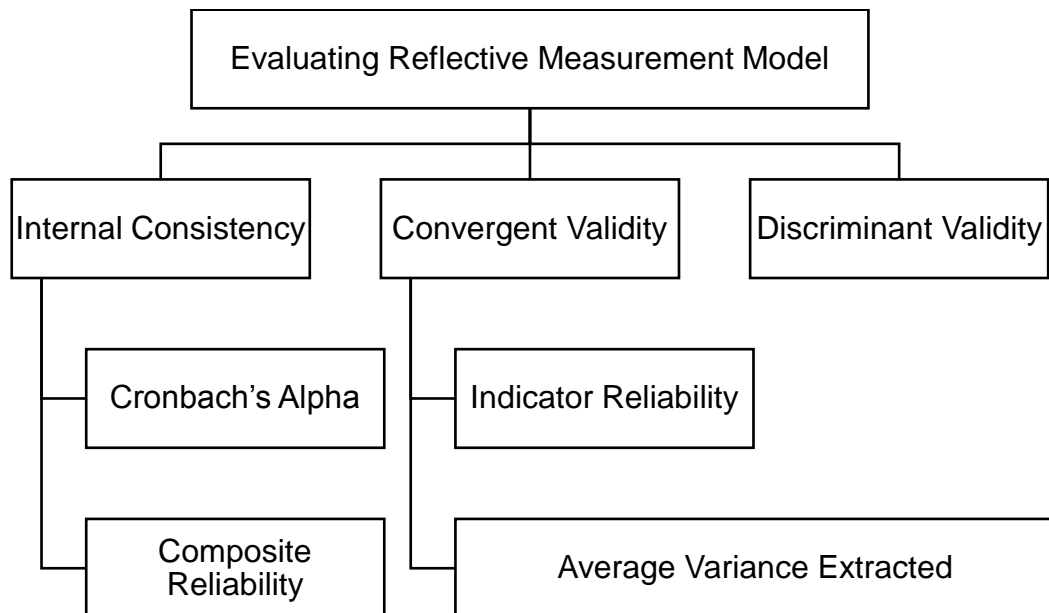 Evaluating Reflective Measurement Model
Internal Consistency
Convergent Validity
Discriminant Validity
Cronbach’s Alpha
Indicator Reliability
Composite
Reliability
Average Variance Extracted